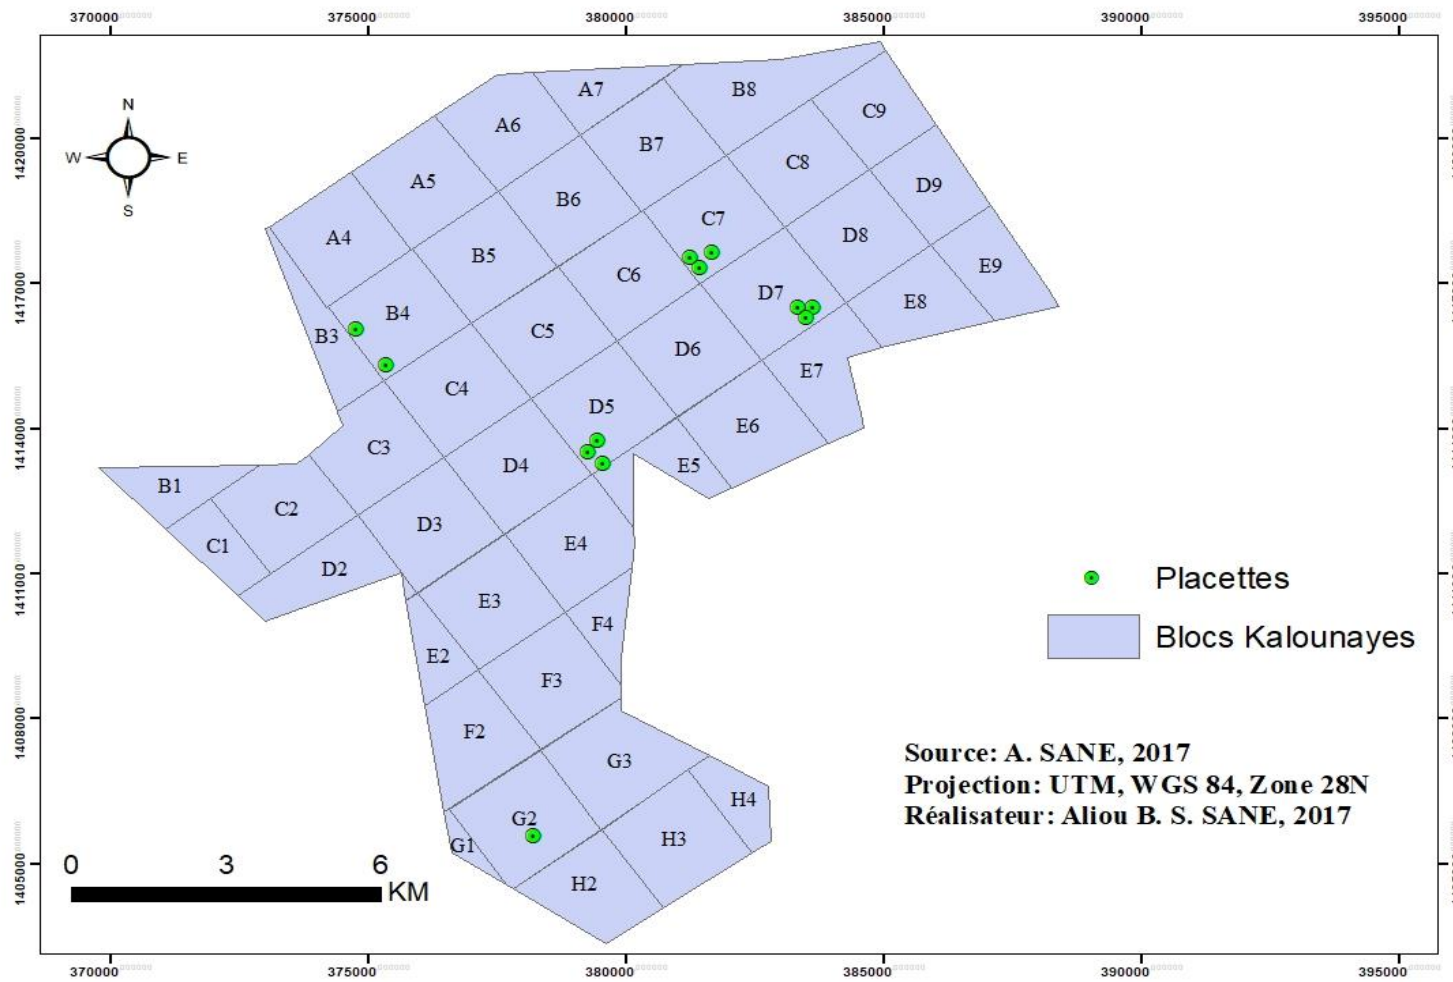 370000 375000 380000 385000 390000 395000
N
W E
S
A7
B8
A6
C9
B7
C8
A5
D9
B6
C7
A4
D8
B5
E9
C6
D7
E8
B4
B3
C5
D6
E7
C4
D5
E6
C3
D4
E5
B1
C2
D3
C1
E4
D2
E3
F4
E2
F3
F2
G3
H4
G2
H3
G1
H2
1420000
1417000
1414000
1411000
1408000
1405000
Placettes
Blocs Kalounayes
Source: A. SANE, 2017
Projection: UTM, WGS 84, Zone 28N
Réalisateur: Aliou B. S. SANE, 2017
0 3 6
KM
370000 375000 380000 385000 390000 395000